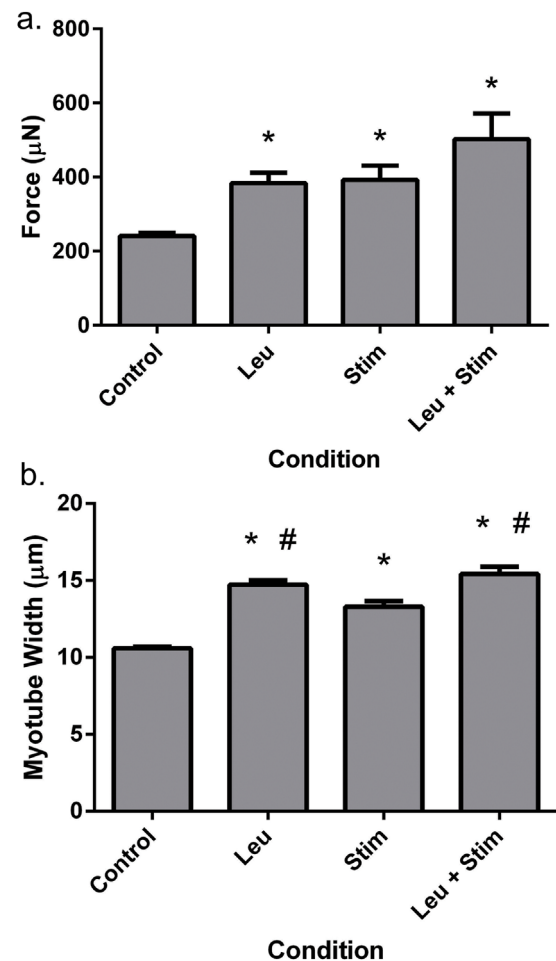 a.
800
600
400
200
0
Force (μN)
*
*
*
Control
Leu
Stim
Leu + Stim
Condition
b.
20
15
10
5
0
Myotube Width (μm)
* #
*
* #
Control
Leu
Stim
Leu + Stim
Condition